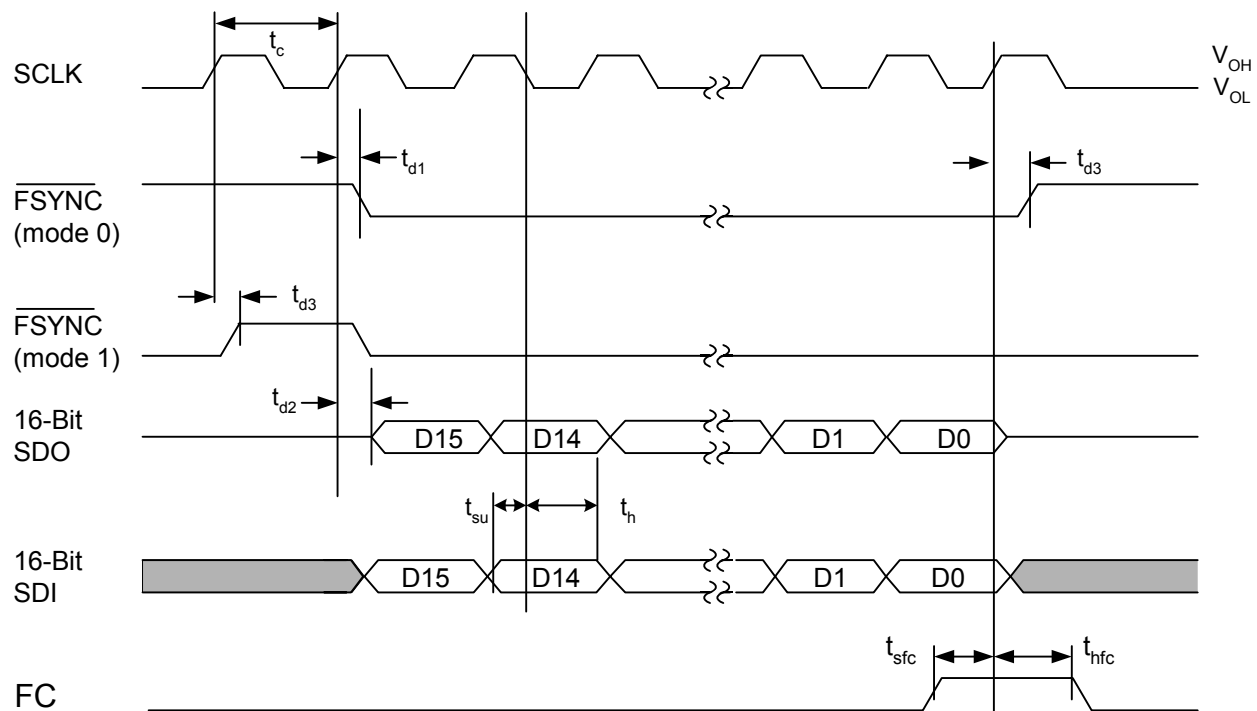 t_c
SCLK
V_OH
V_OL
t_d1
t_d3
FSYNC
(mode 0)
t_d3
FSYNC
(mode 1)
t_d2
16-Bit
SDO
D15 D14 D1 D0
t_su t_h
16-Bit
SDI
D15 D14 D1 D0
t_sfc t_hfc
FC